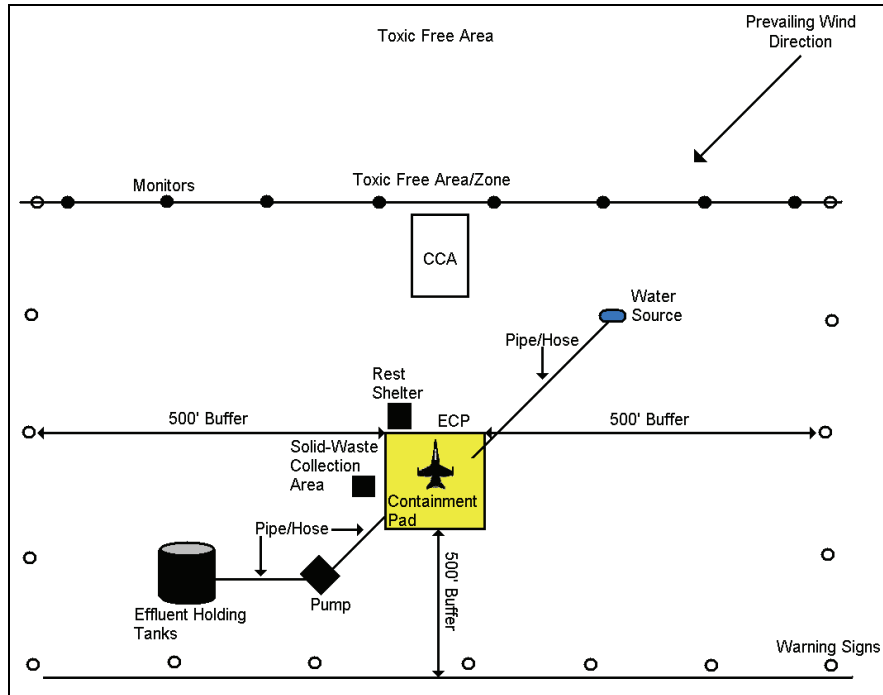 Toxic Free Area
Prevailing Wind
Direction
Monitors
Toxic Free Area/Zone
CCA
Water
Source
Pipe/Hose
Rest
Shelter
500' Buffer
ECP
500' Buffer
Solid-Waste
Collection
Area
Containment
Pad
Pipe/Hose
500' Buffer
Pump
Effluent Holding
Tanks
Warning Signs